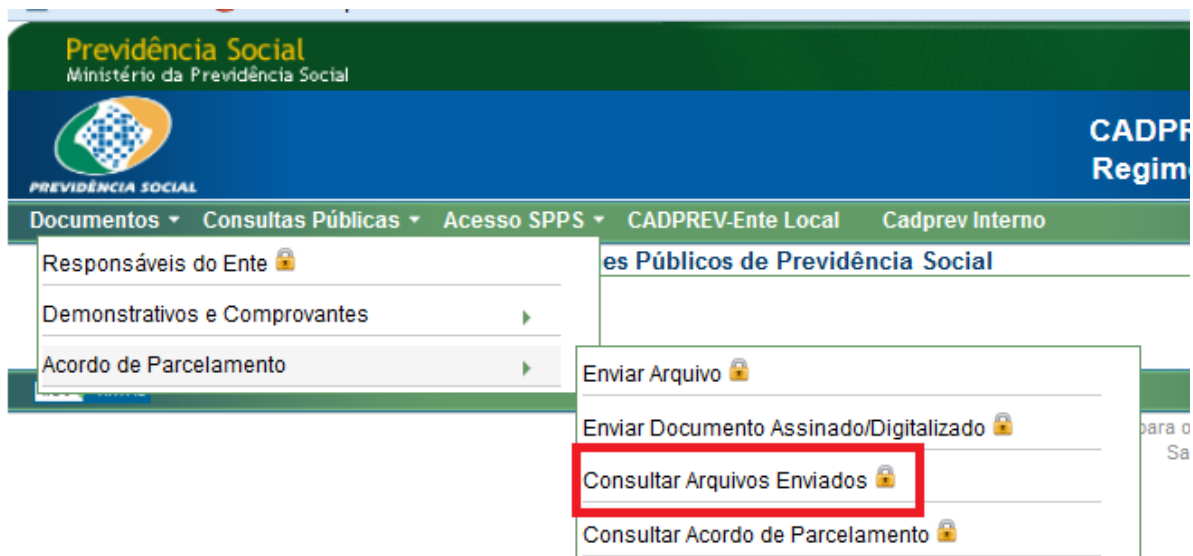 Previdência Social
Ministério da Previdência Social
CADPR
Regim
PREVIDÊNCIA SOCIAL
Documentos Consultas Públicas Acesso SPPS CADPREV-Ente Local Cadprev Interno
es Públicos de Previdência Social
Responsáveis do Ente
Demonstrativos e Comprovantes
Acordo de Parcelamento
Enviar Arquivo
Enviar Documento Assinado/Digitalizado
Consultar Arquivos Enviados
Consultar Acordo de Parcelamento
para o
Sa